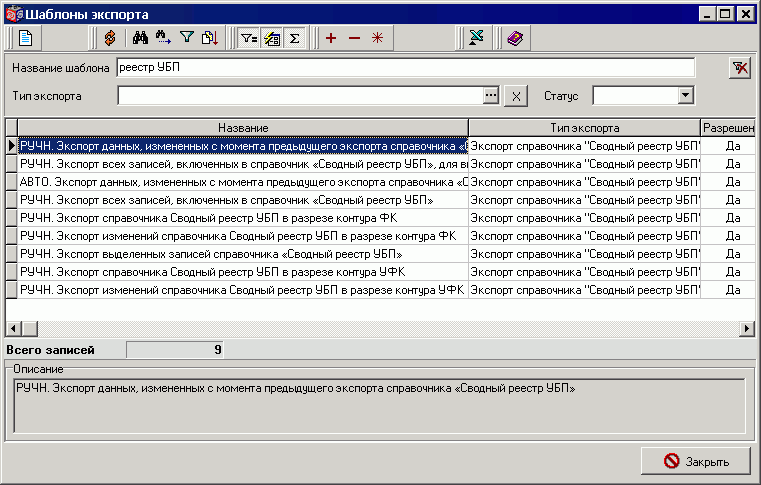 Шаблоны экспорта
Название шаблона реестр УБП
Тип экспорта ... X Статус
Название Тип экспорта Разрешен
РУЧН. Экспорт данных, измененных с момента предыдущего экспорта справочника «С Экспорт справочника "Сводный реестр УБП" Да
РУЧН. Экспорт всех записей, включенных в справочник «Сводный реестр УБП», для вы Экспорт справочника "Сводный реестр УБП" Да
АВТО. Экспорт данных, измененных с момента предыдущего экспорта справочника «С Экспорт справочника "Сводный реестр УБП" Да
РУЧН. Экспорт всех записей, включенных в справочник «Сводный реестр УБП» Экспорт справочника "Сводный реестр УБП" Да
РУЧН. Экспорт справочника Сводный реестр УБП в разрезе контура ФК Экспорт справочника "Сводный реестр УБП" Да
РУЧН. Экспорт изменений справочника Сводный реестр УБП в разрезе контура ФК Экспорт справочника "Сводный реестр УБП" Да
РУЧН. Экспорт выделенных записей справочника «Сводный реестр УБП» Экспорт справочника "Сводный реестр УБП" Да
РУЧН. Экспорт справочника Сводный реестр УБП в разрезе контура УФК Экспорт справочника "Сводный реестр УБП" Да
РУЧН. Экспорт изменений справочника Сводный реестр УБП в разрезе контура УФК Экспорт справочника "Сводный реестр УБП" Да
Всего записей 9
Описание
РУЧН. Экспорт данных, измененных с момента предыдущего экспорта справочника «Сводный реестр УБП»
Закрыть